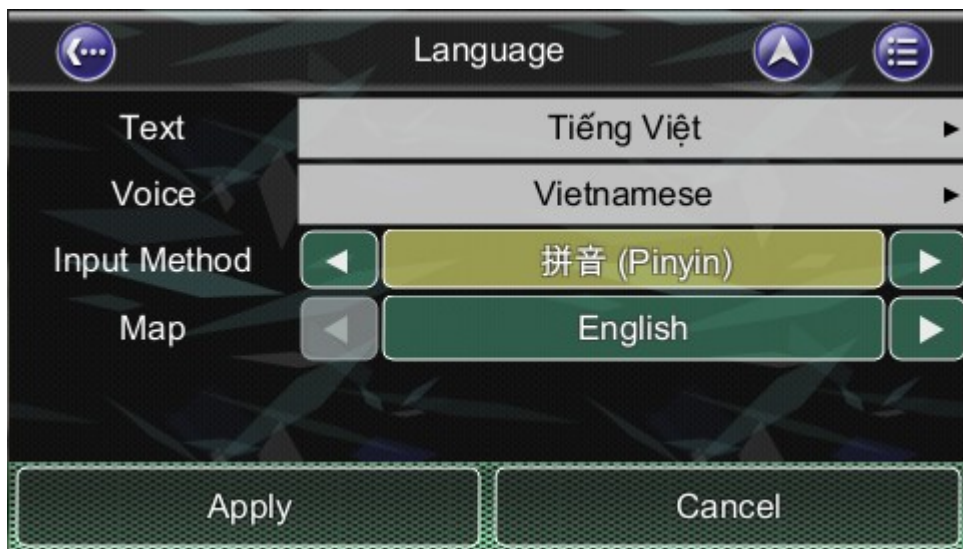 Language
Text Tiếng Việt
Voice Vietnamese
Input Method 拼音 (Pinyin)
Map English
Apply Cancel